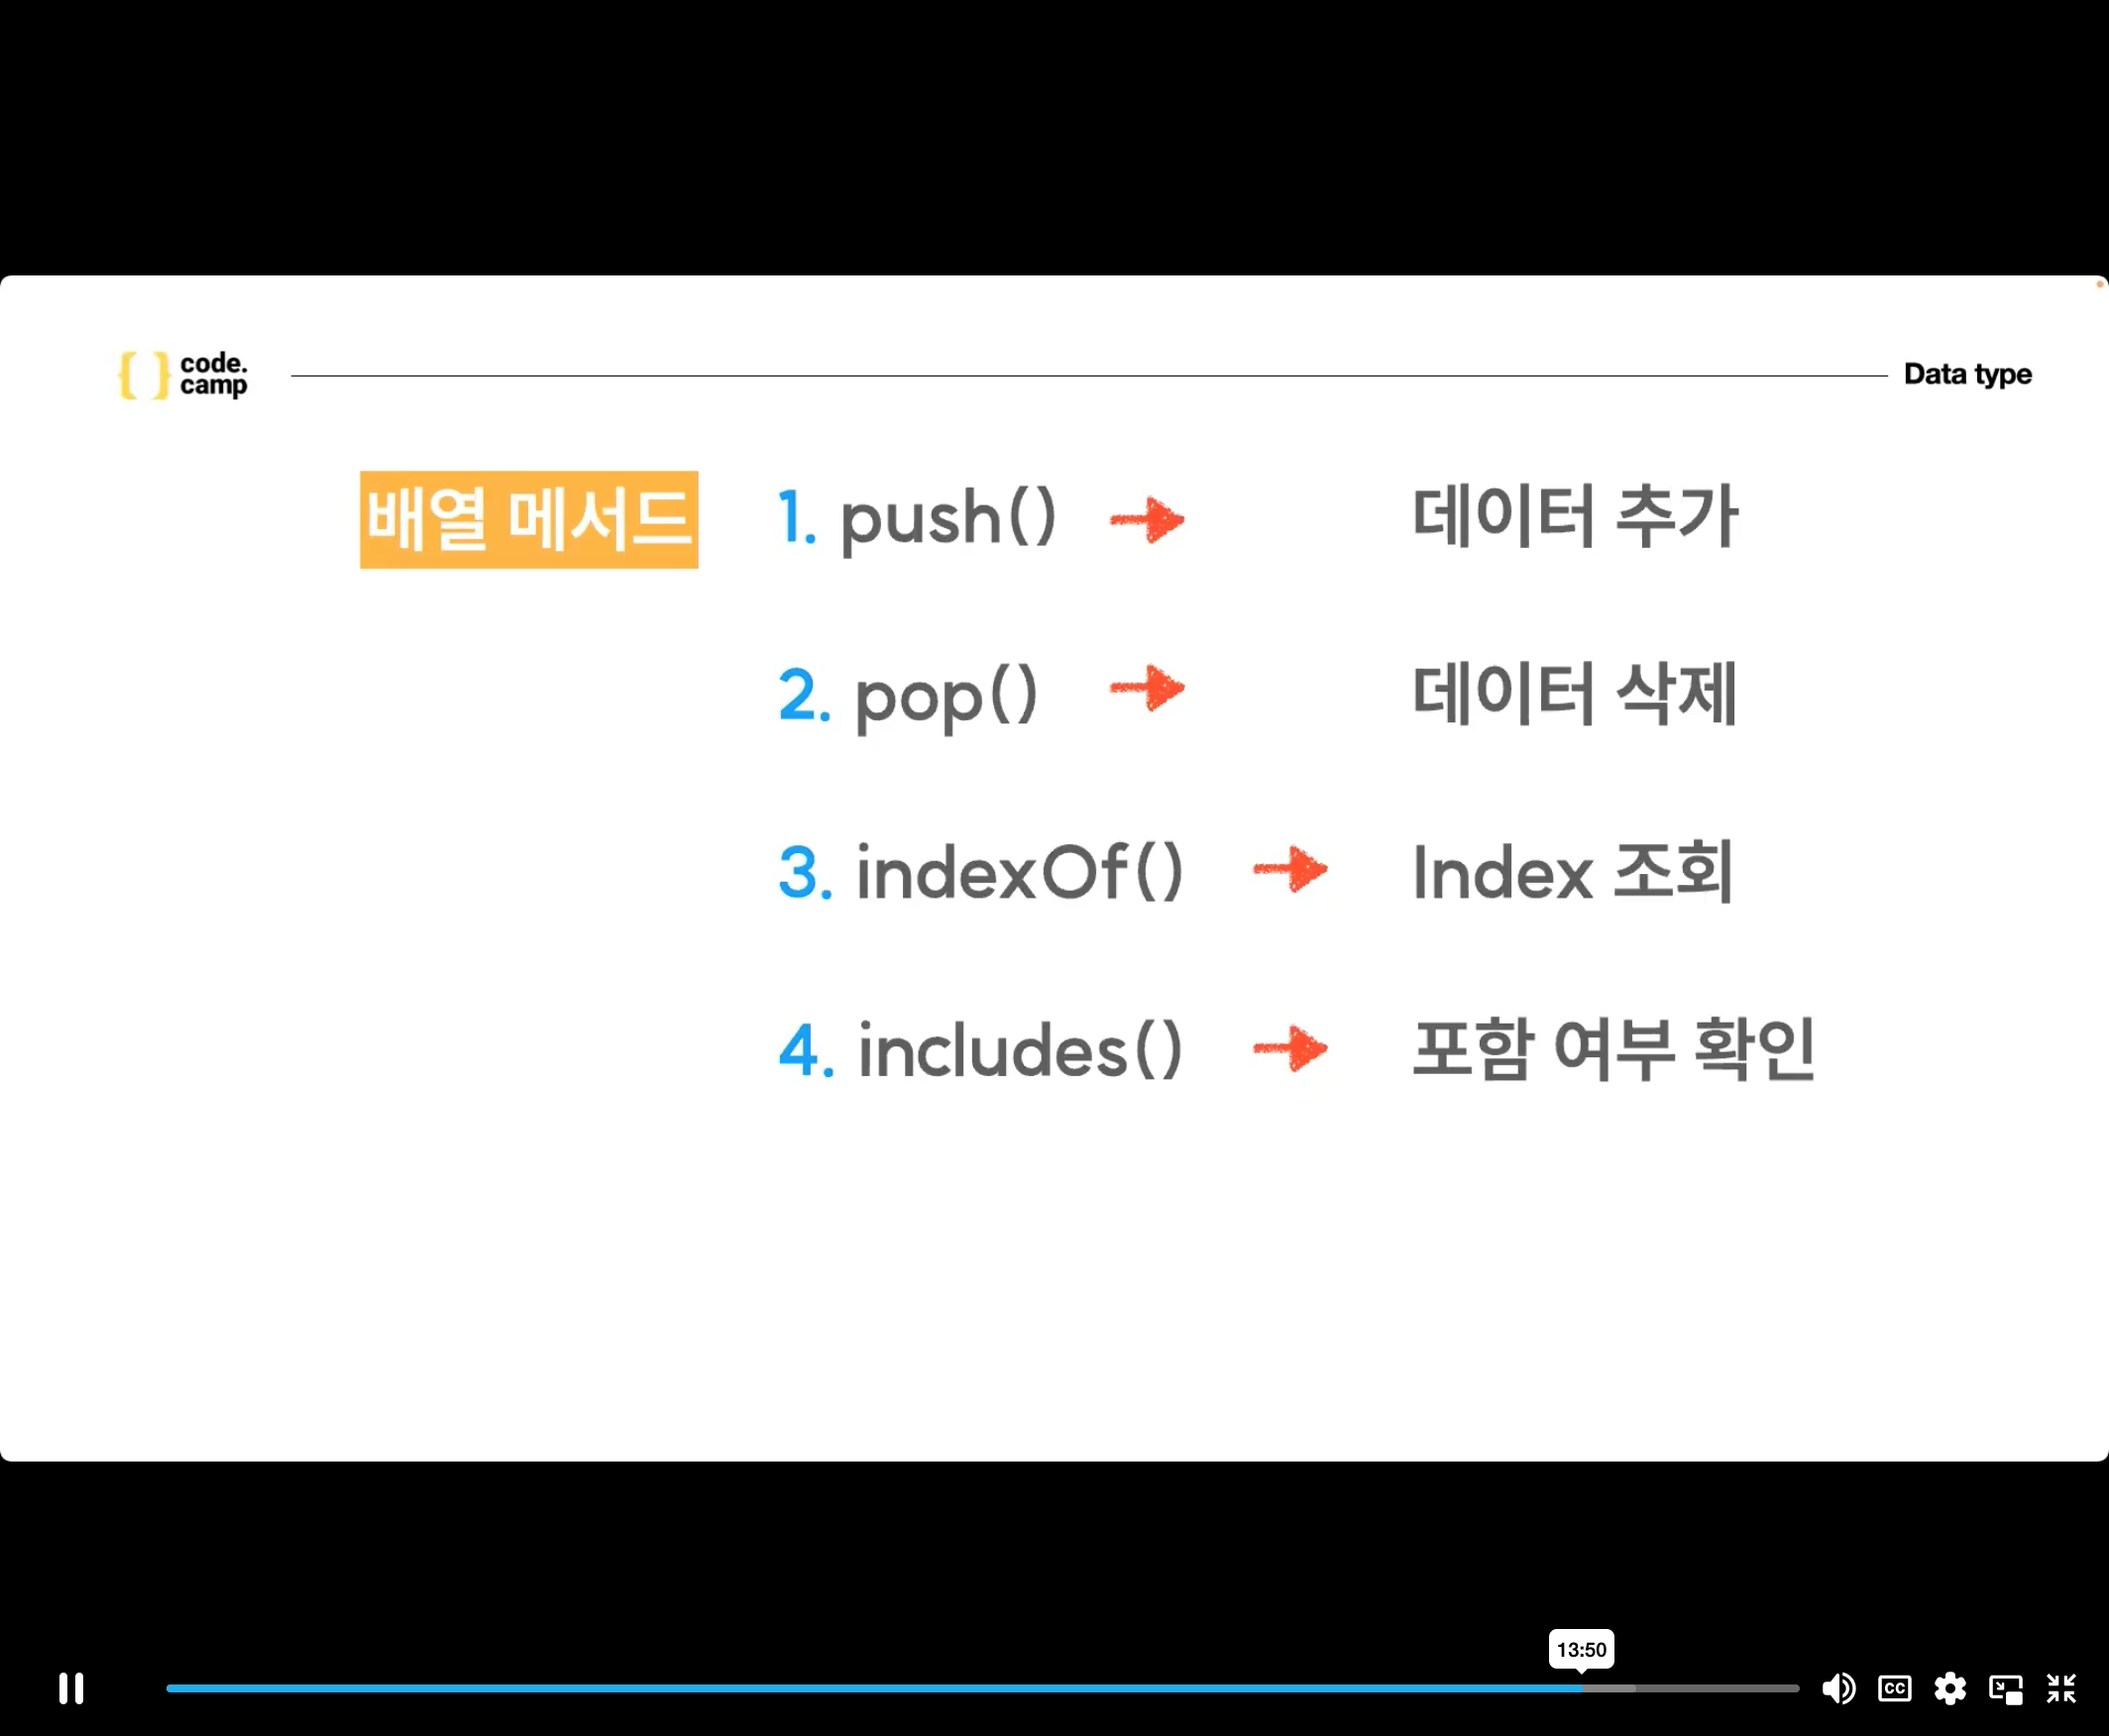 code.
camp
Data type
배열 메서드
1. push()
데이터 추가
2. pop()
데이터 삭제
3. indexOf()
Index 조회
4. includes()
포함 여부 확인
13:50
CC